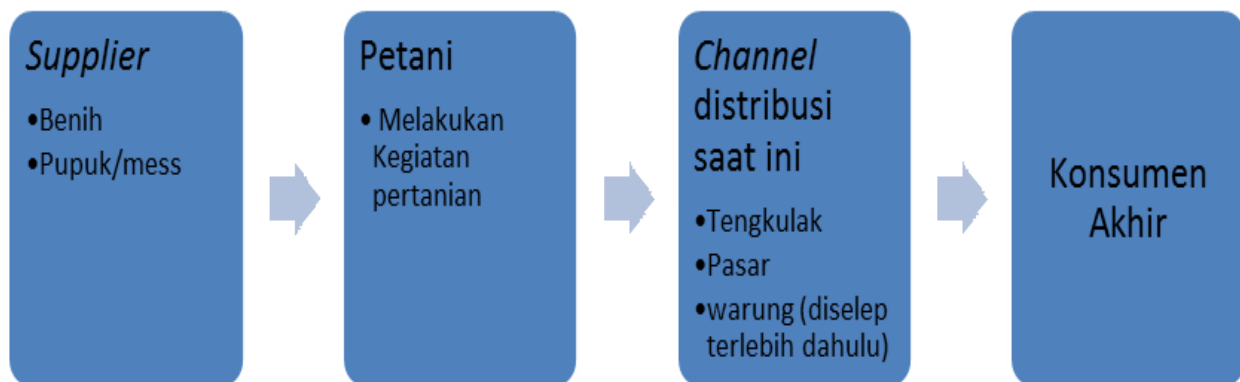 Supplier
•Benih
•Pupuk/mess
Petani
• Melakukan
Kegiatan
pertanian
Channel
distribusi
saat ini
•Tengkulak
•Pasar
•warung (diselep
terlebih dahulu)
Konsumen
Akhir